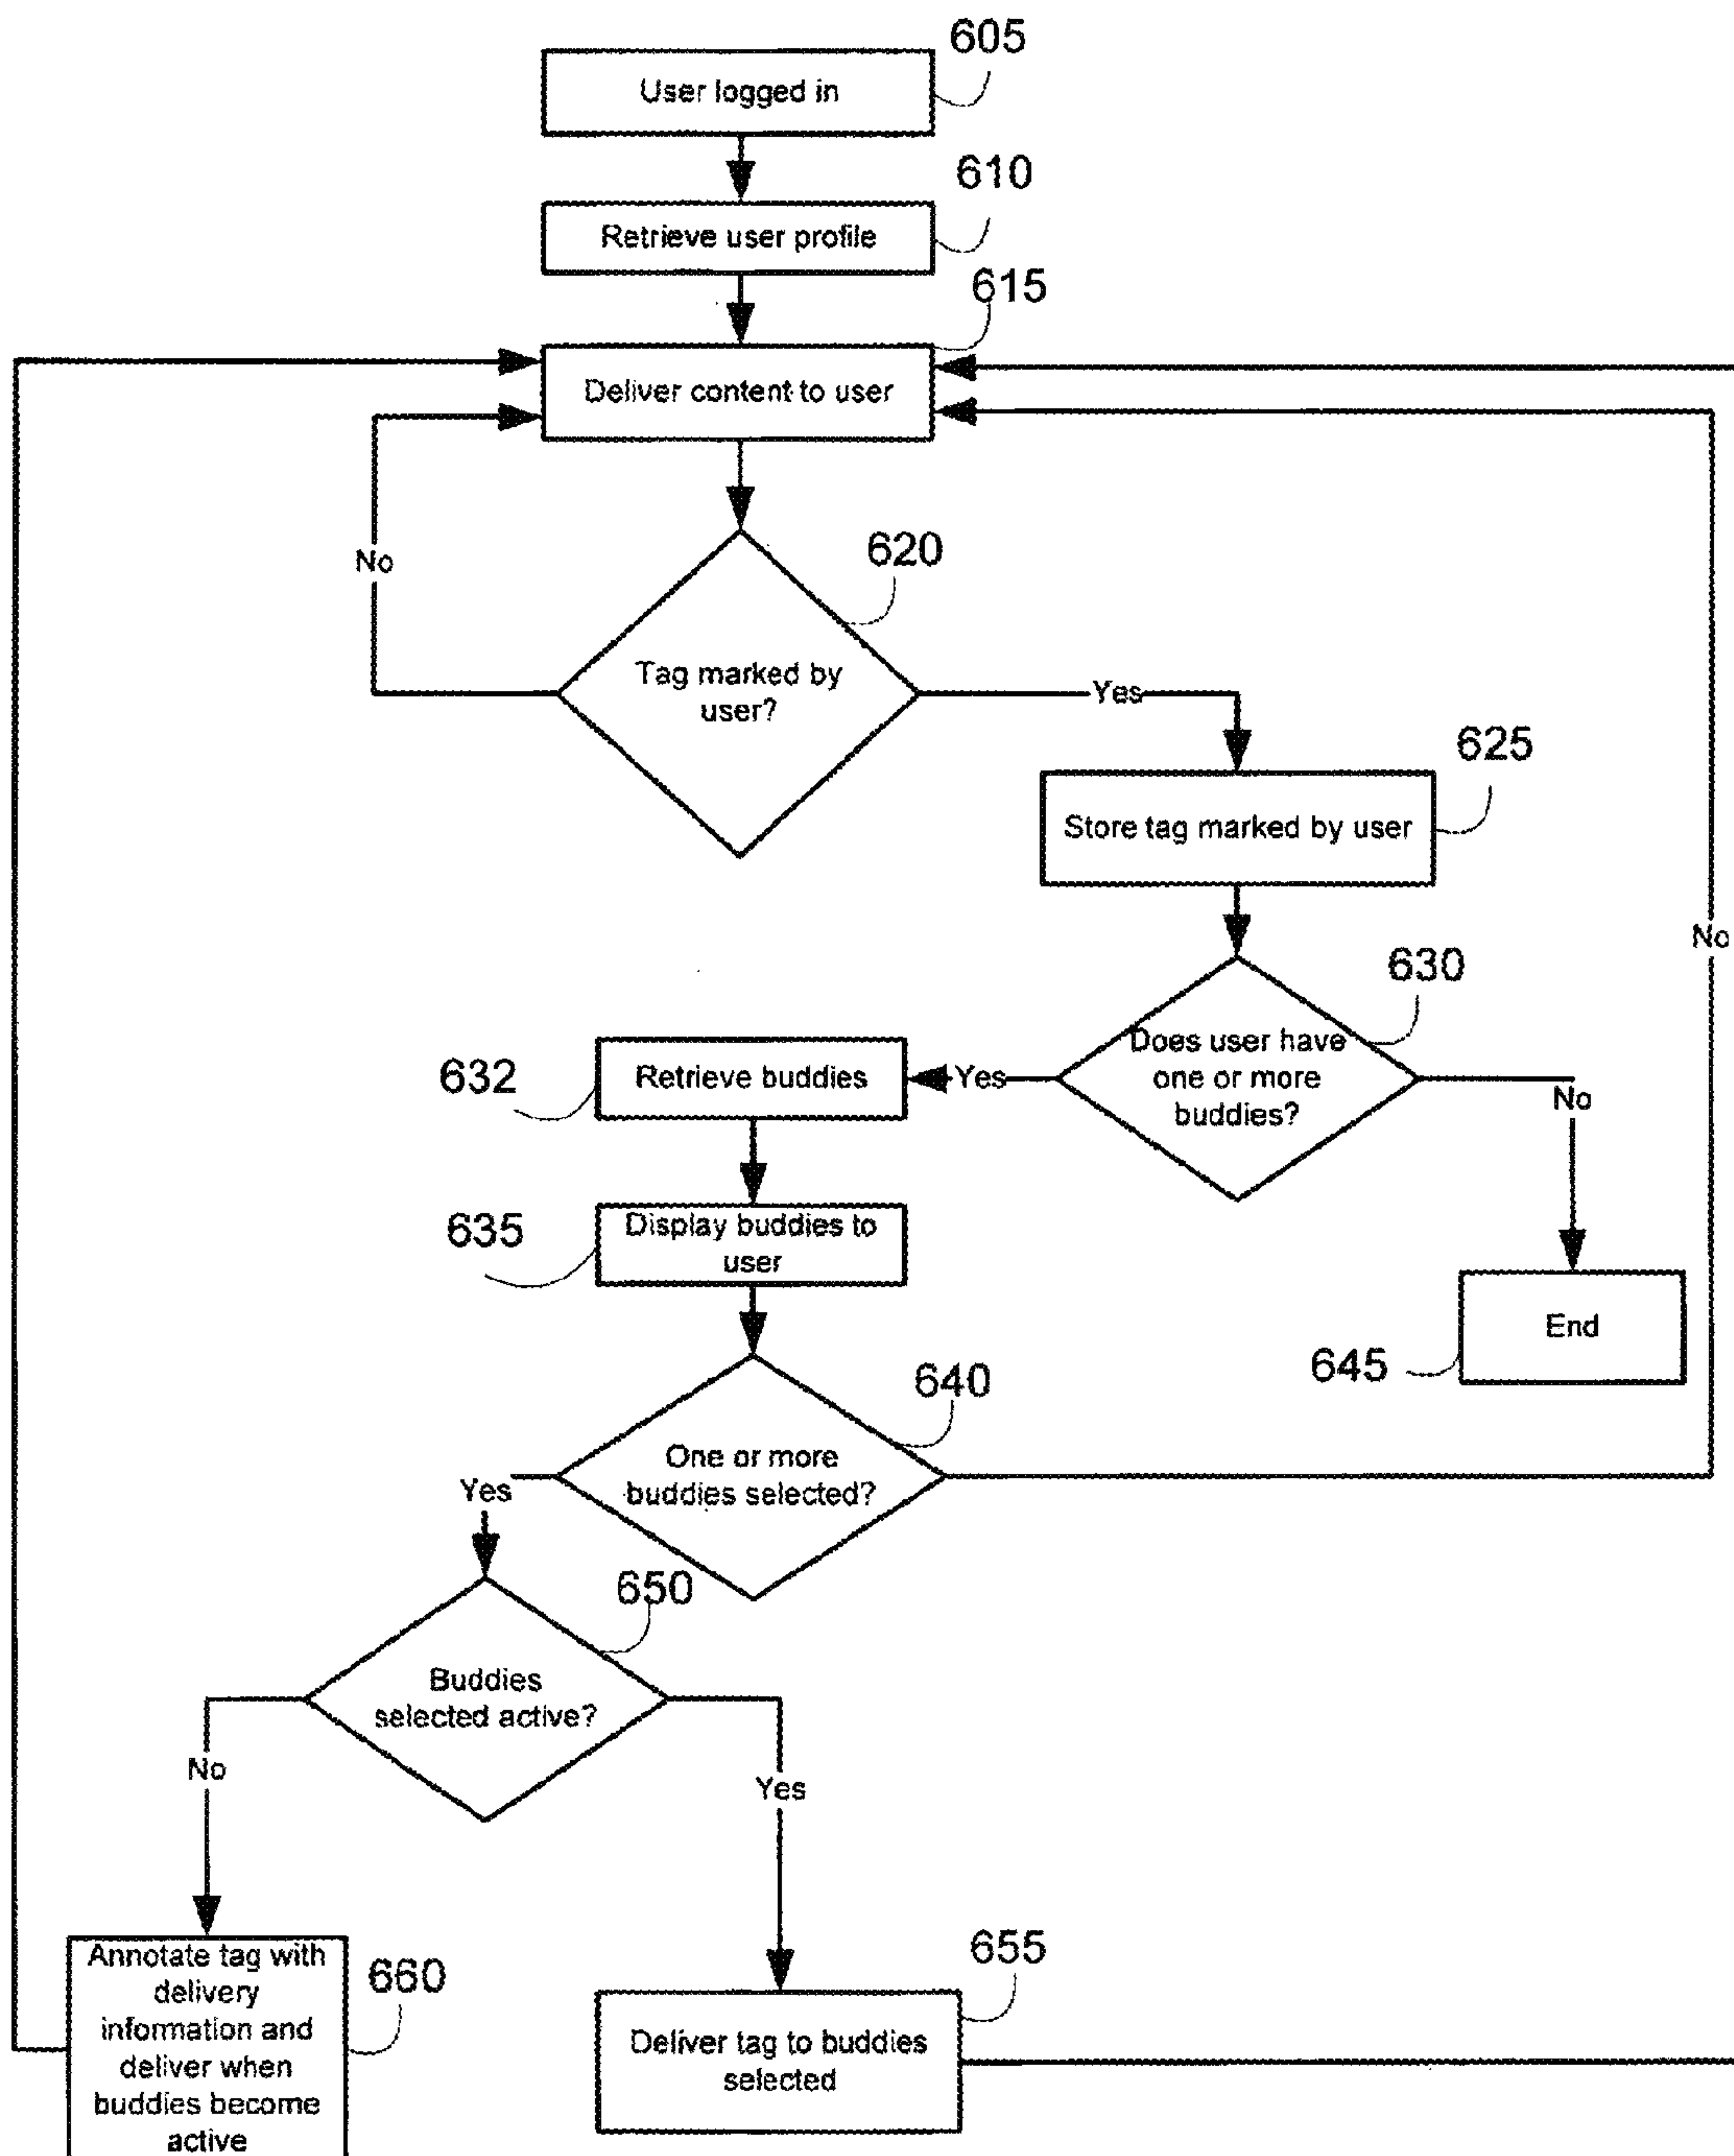 605
User logged in
610
Retrieve user profile
615
Deliver content to user
No
620
Tag marked by
user?
Yes
625
Store tag marked by user
No
630
Does user have
one or more
buddies?
632
Retrieve buddies
Yes
No
635
Display buddies to
user
End
645
640
One or more
buddies selected?
Yes
650
Buddies
selected active?
No
Yes
Annotate tag with
delivery
information and
deliver when
buddies become
active
660
655
Deliver tag to buddies
selected